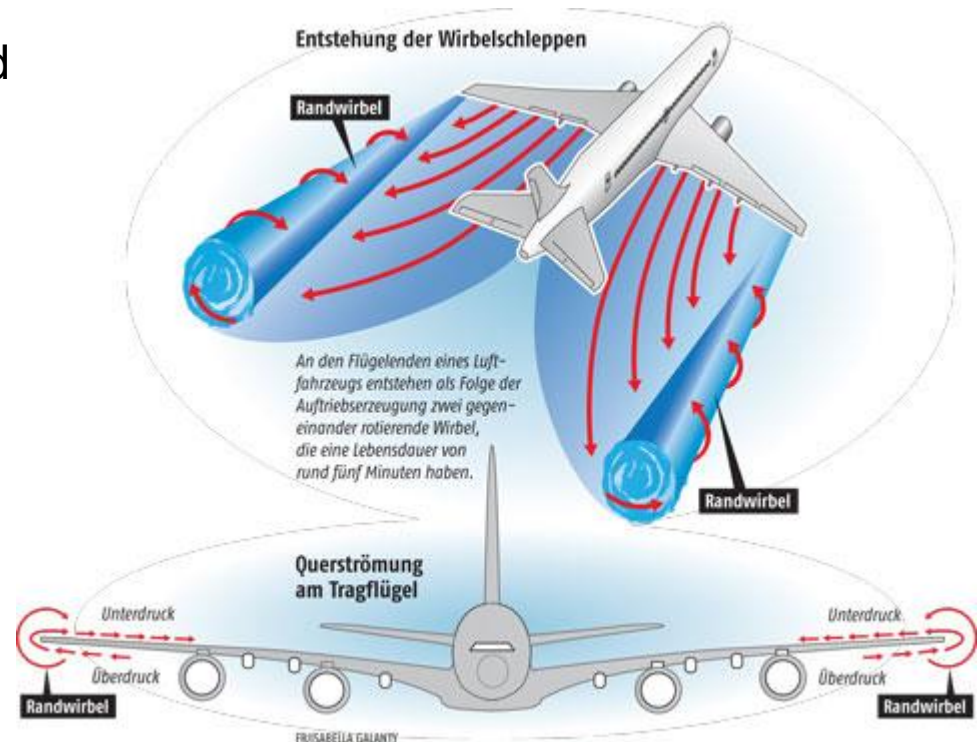 d
Entstehung der Wirbelschleppen
Randwirbel
An den Flügelenden eines Luft-
fahrzeugs entstehen als Folge der
Auftriebserzeugung zwei gegen-
einander rotierende Wirbel,
die eine Lebensdauer von
rund fünf Minuten haben.
Randwirbel
Querströmung
am Tragflügel
Unterdruck
Unterdruck
Überdruck
Überdruck
Randwirbel
Randwirbel